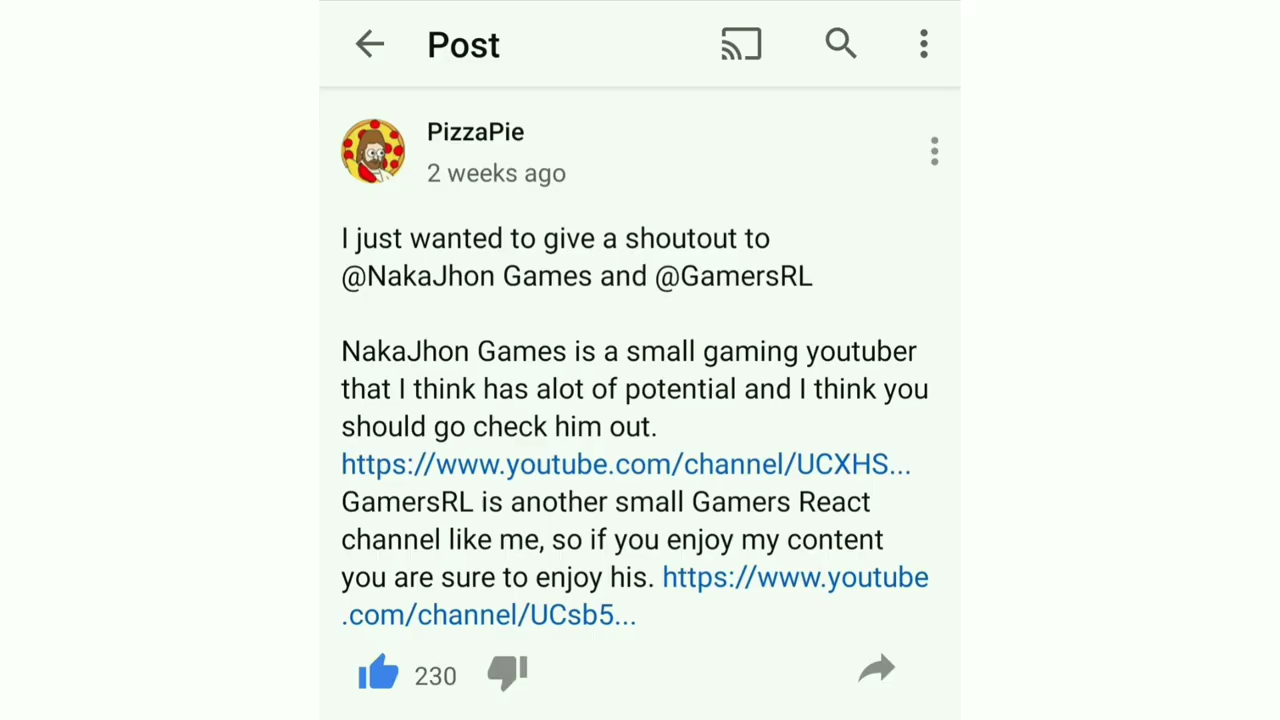 Post
PizzaPie
2 weeks ago
I just wanted to give a shoutout to
@NakaJhon Games and @GamersRL
NakaJhon Games is a small gaming youtuber
that I think has alot of potential and I think you
should go check him out.
https://www.youtube.com/channel/UCXHS...
GamersRL is another small Gamers React
channel like me, so if you enjoy my content
you are sure to enjoy his. https://www.youtube
.com/channel/UCsb5...
230